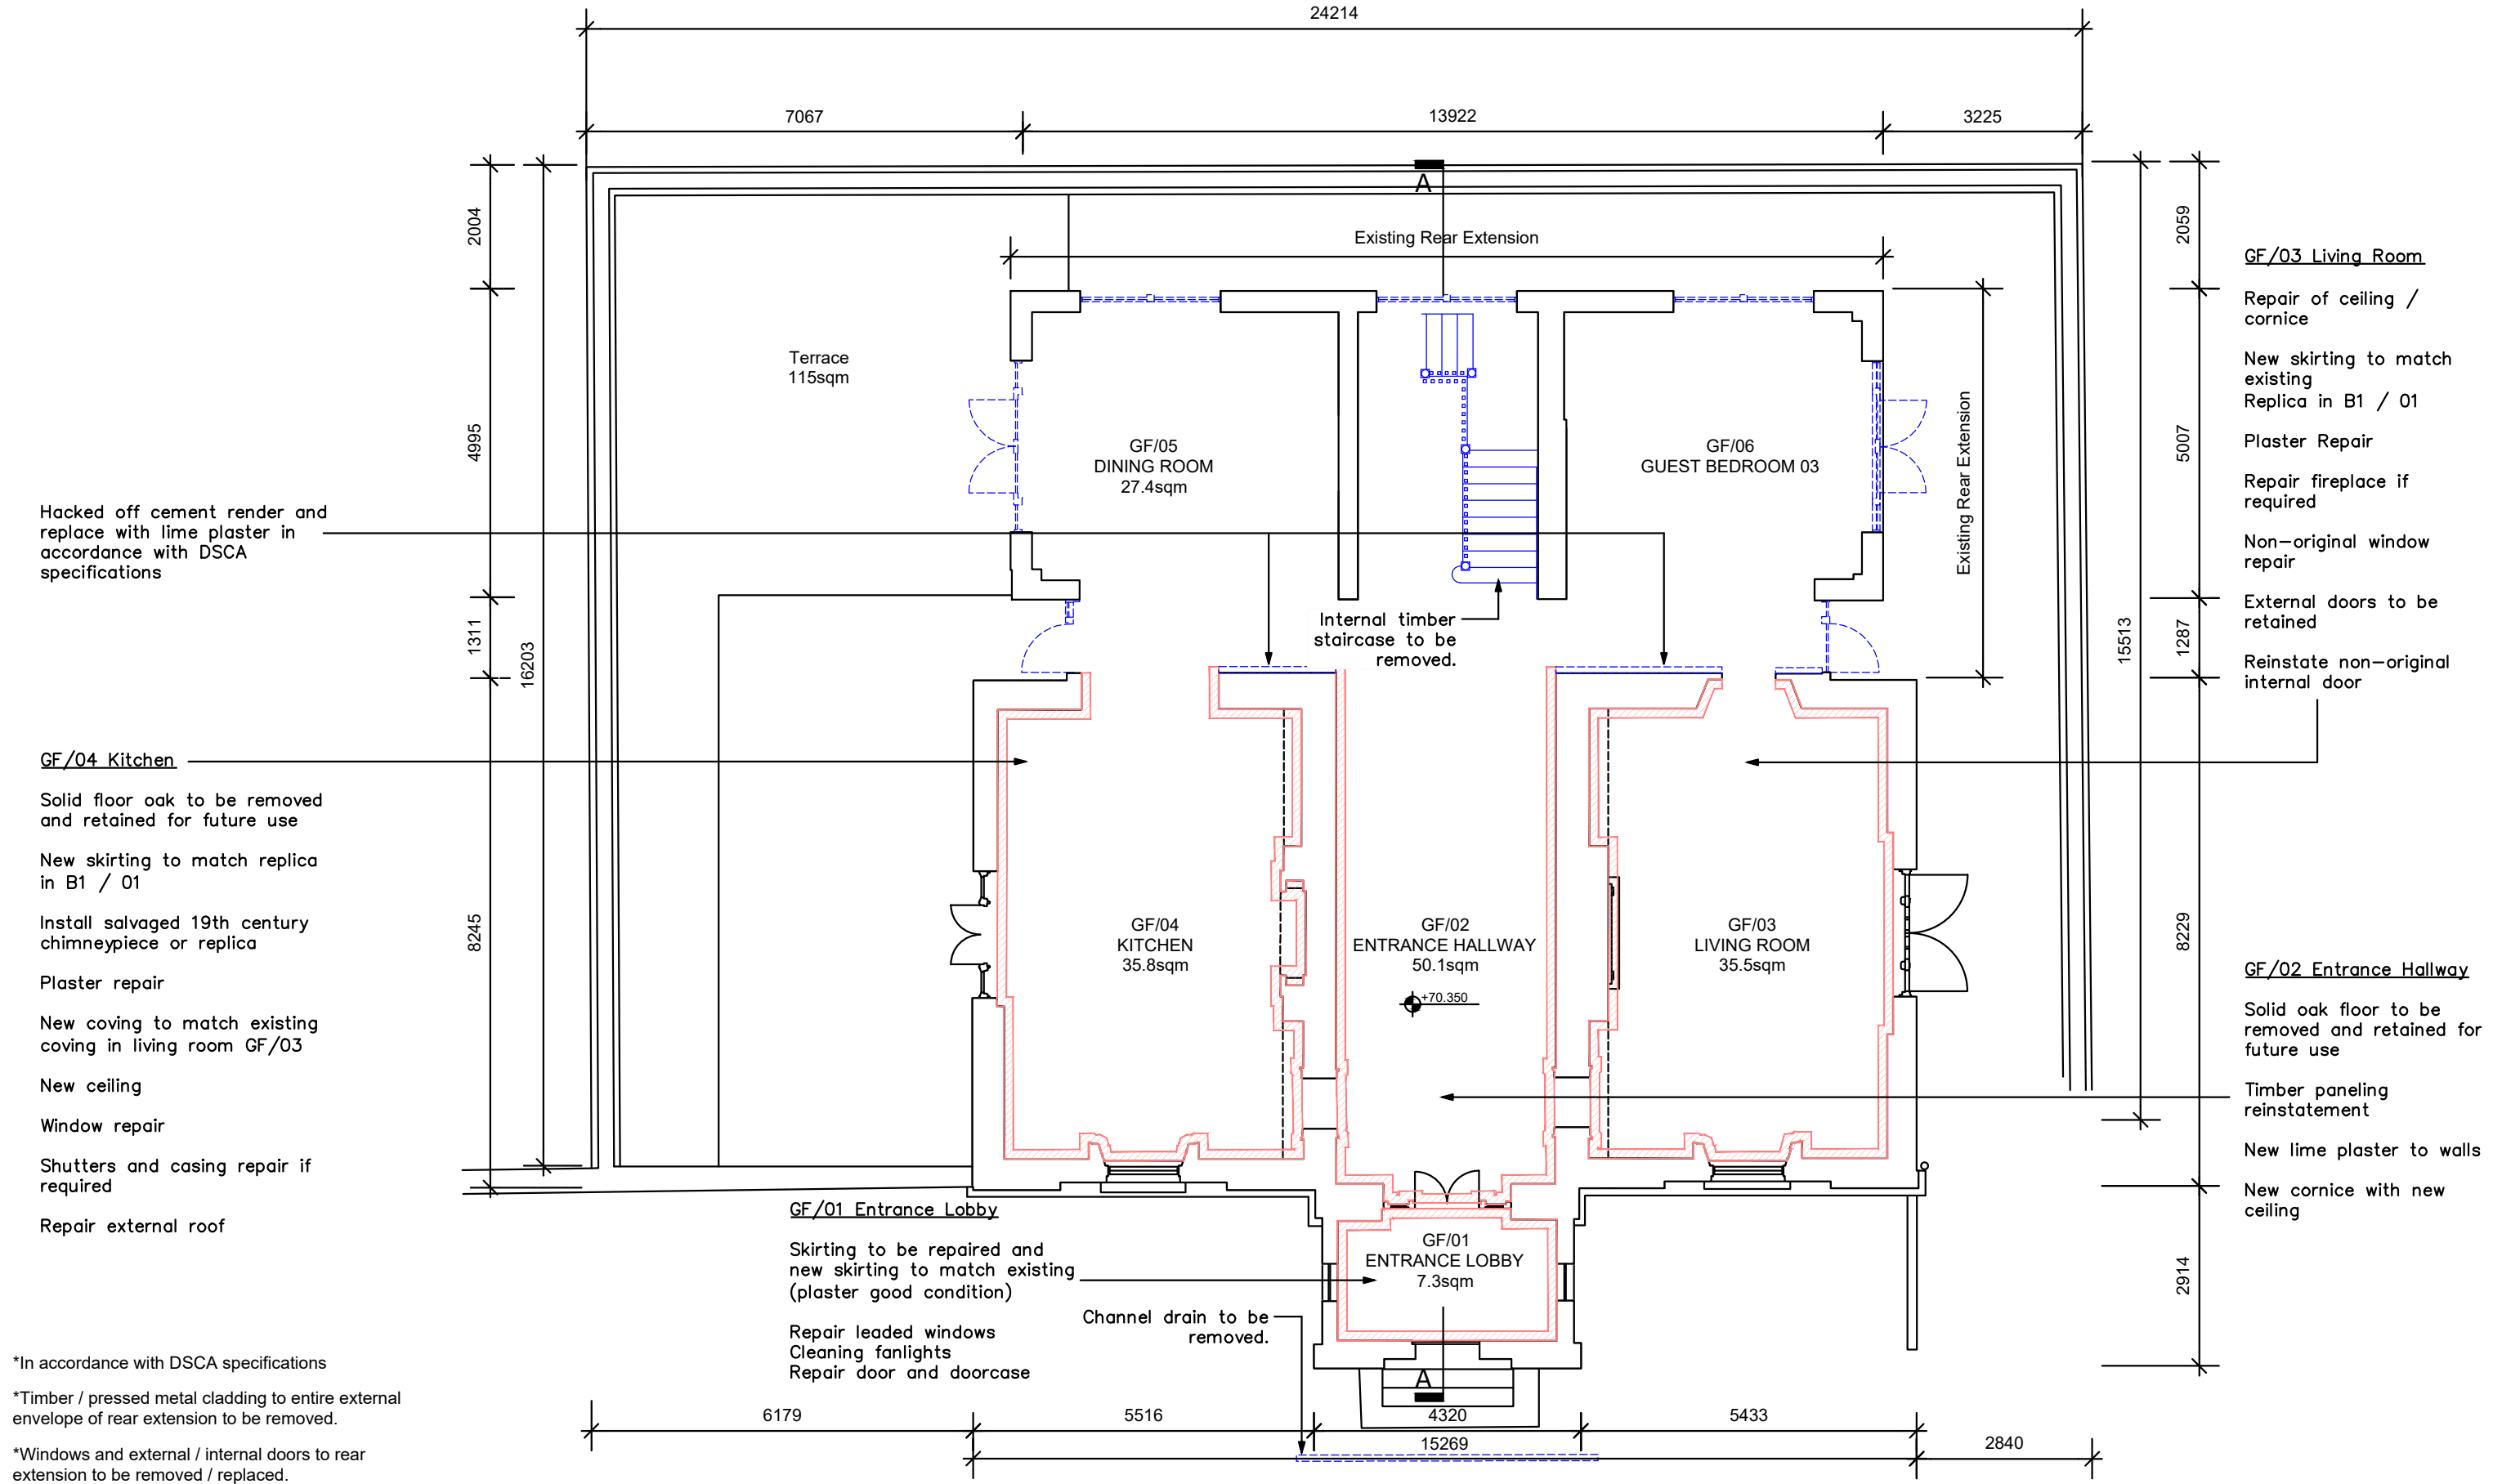 24214
7067
13922
3225
A
Existing Rear Extension
2004
4995
1311
8245
16203
2059
5007
1287
8229
2914
15513
Existing Rear Extension
Terrace
115sqm
GF/05
DINING ROOM
27.4sqm
GF/06
GUEST BEDROOM 03
Hacked off cement render and
replace with lime plaster in
accordance with DSCA
specifications
Internal timber
staircase to be
removed.
GF/03 Living Room
Repair of ceiling /
cornice
New skirting to match
existing
Replica in B1 / 01
Plaster Repair
Repair fireplace if
required
Non-original window
repair
External doors to be
retained
Reinstate non-original
internal door
GF/04 Kitchen
Solid floor oak to be removed
and retained for future use
New skirting to match replica
in B1 / 01
Install salvaged 19th century
chimneypiece or replica
Plaster repair
New coving to match existing
coving in living room GF/03
New ceiling
Window repair
Shutters and casing repair if
required
Repair external roof
GF/04
KITCHEN
35.8sqm
GF/02
ENTRANCE HALLWAY
50.1sqm
+70.350
GF/03
LIVING ROOM
35.5sqm
GF/02 Entrance Hallway
Solid oak floor to be
removed and retained for
future use
Timber paneling
reinstatement
New lime plaster to walls
New cornice with new
ceiling
GF/01 Entrance Lobby
Skirting to be repaired and
new skirting to match existing
(plaster good condition)
Repair leaded windows
Cleaning fanlights
Repair door and doorcase
GF/01
ENTRANCE LOBBY
7.3sqm
Channel drain to be
removed.
A
*In accordance with DSCA specifications
*Timber / pressed metal cladding to entire external
envelope of rear extension to be removed.
*Windows and external / internal doors to rear
extension to be removed / replaced.
6179
5516
4320
5433
15269
2840